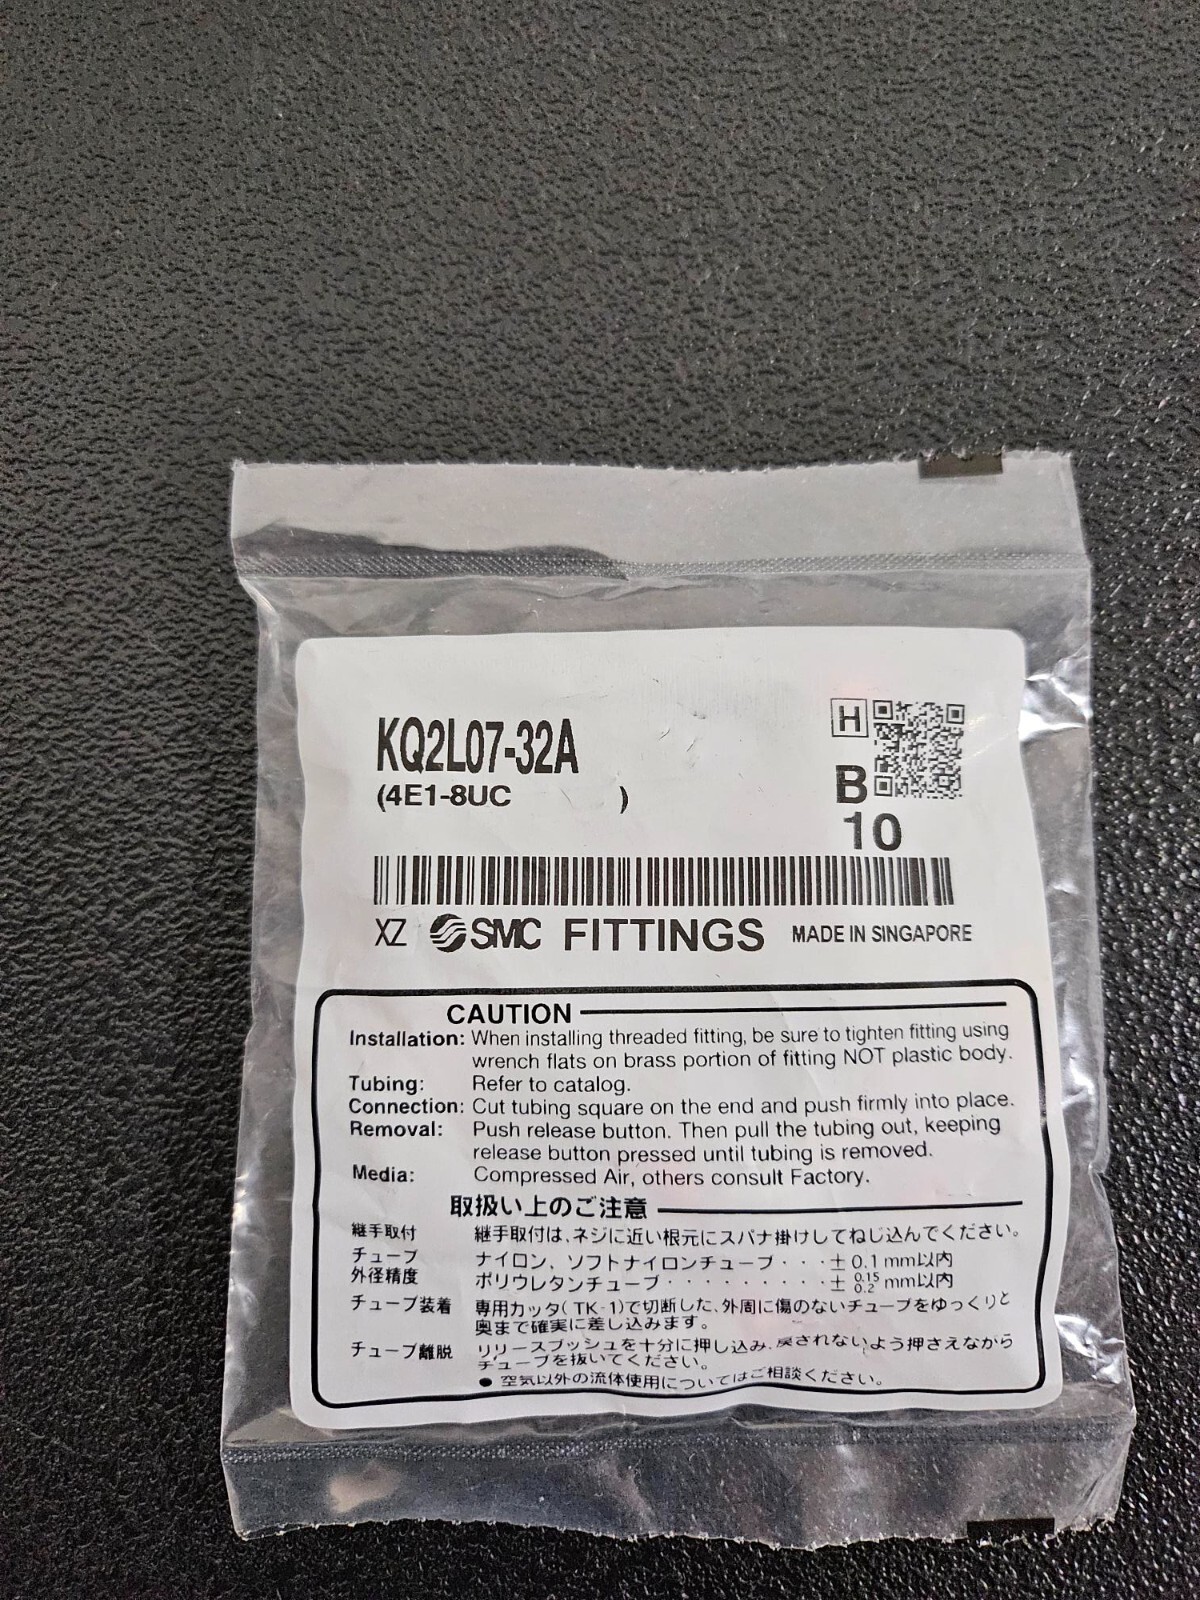 KQ2L07-32A
(4E1-8UC )
H
B
10
XZ SMC FITTINGS MADE IN SINGAPORE
CAUTION
Installation: When installing threaded fitting, be sure to tighten fitting using
wrench flats on brass portion of fitting NOT plastic body.
Tubing: Refer to catalog.
Connection: Cut tubing square on the end and push firmly into place.
Removal: Push release button. Then pull the tubing out, keeping
release button pressed until tubing is removed.
Media: Compressed Air, others consult Factory.
取扱い上のご注意
継手取付 継手取付は、ネジに近い根元にスパナ掛けしてねじ込んでください。
チューブ ナイロン、ソフトナイロンチューブ・・・± 0.1 mm以内
外径精度 ポリウレタンチューブ・・・・・・・・・± 0.15 0.2 mm以内
チューブ装着 専用カッタ(TK-1)で切断した、外周に傷のないチューブをゆっくりと
奥まで確実に差し込みます。
チューブ離脱 リリースブッシュを十分に押し込み、戻されないよう押さえながら
チューブを抜いてください。
● 空気以外の流体使用についてはご相談ください。